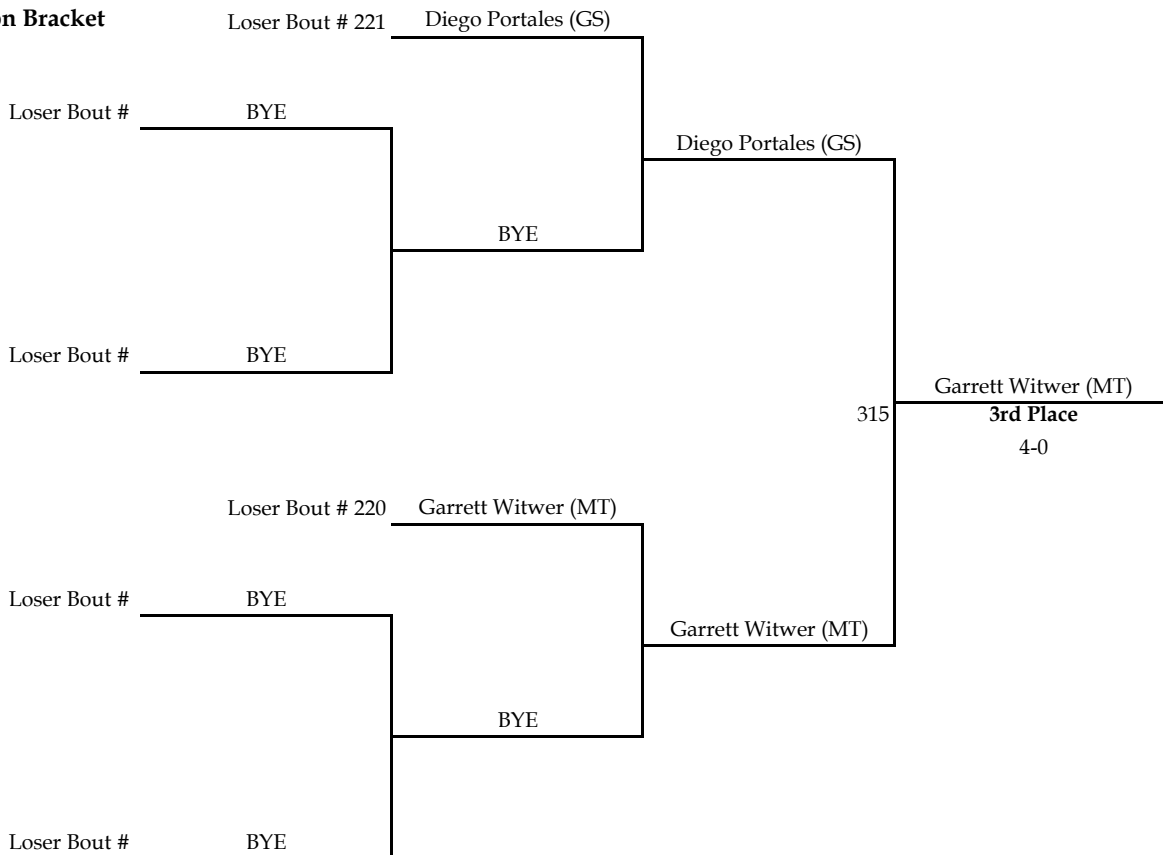 on Bracket
Loser Bout # 221 Diego Portales (GS)
Loser Bout # BYE
Diego Portales (GS)
BYE
Loser Bout # BYE
Garrett Witwer (MT)
315 3rd Place
4-0
Loser Bout # 220 Garrett Witwer (MT)
Loser Bout # BYE
Garrett Witwer (MT)
BYE
Loser Bout # BYE